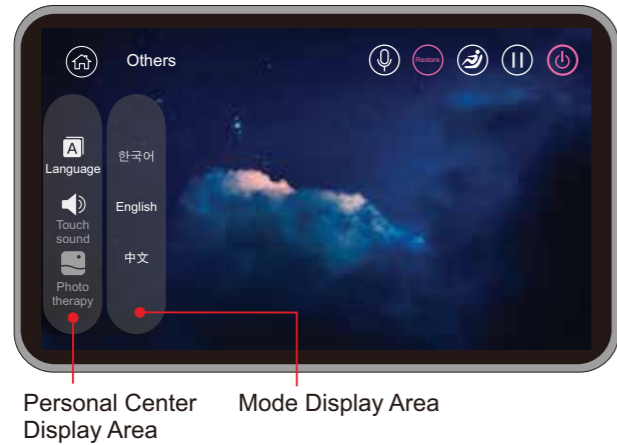 Others
Restore
A
Language
Touch
sound
Photo
therapy
한국어
English
中文
Personal Center
Display Area
Mode Display Area